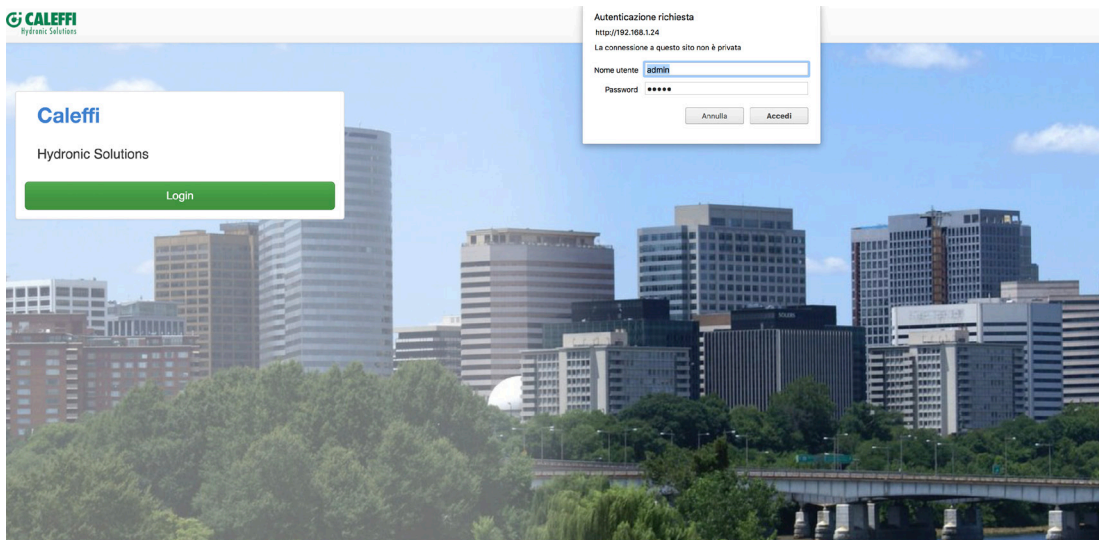 CALEFFI
Hydronic Solutions
Autenticazione richiesta
http://192.168.1.24
La connessione a questo sito non è privata
Nome utente admin
Password •••••
Annulla Accedi
Caleffi
Hydronic Solutions
Login